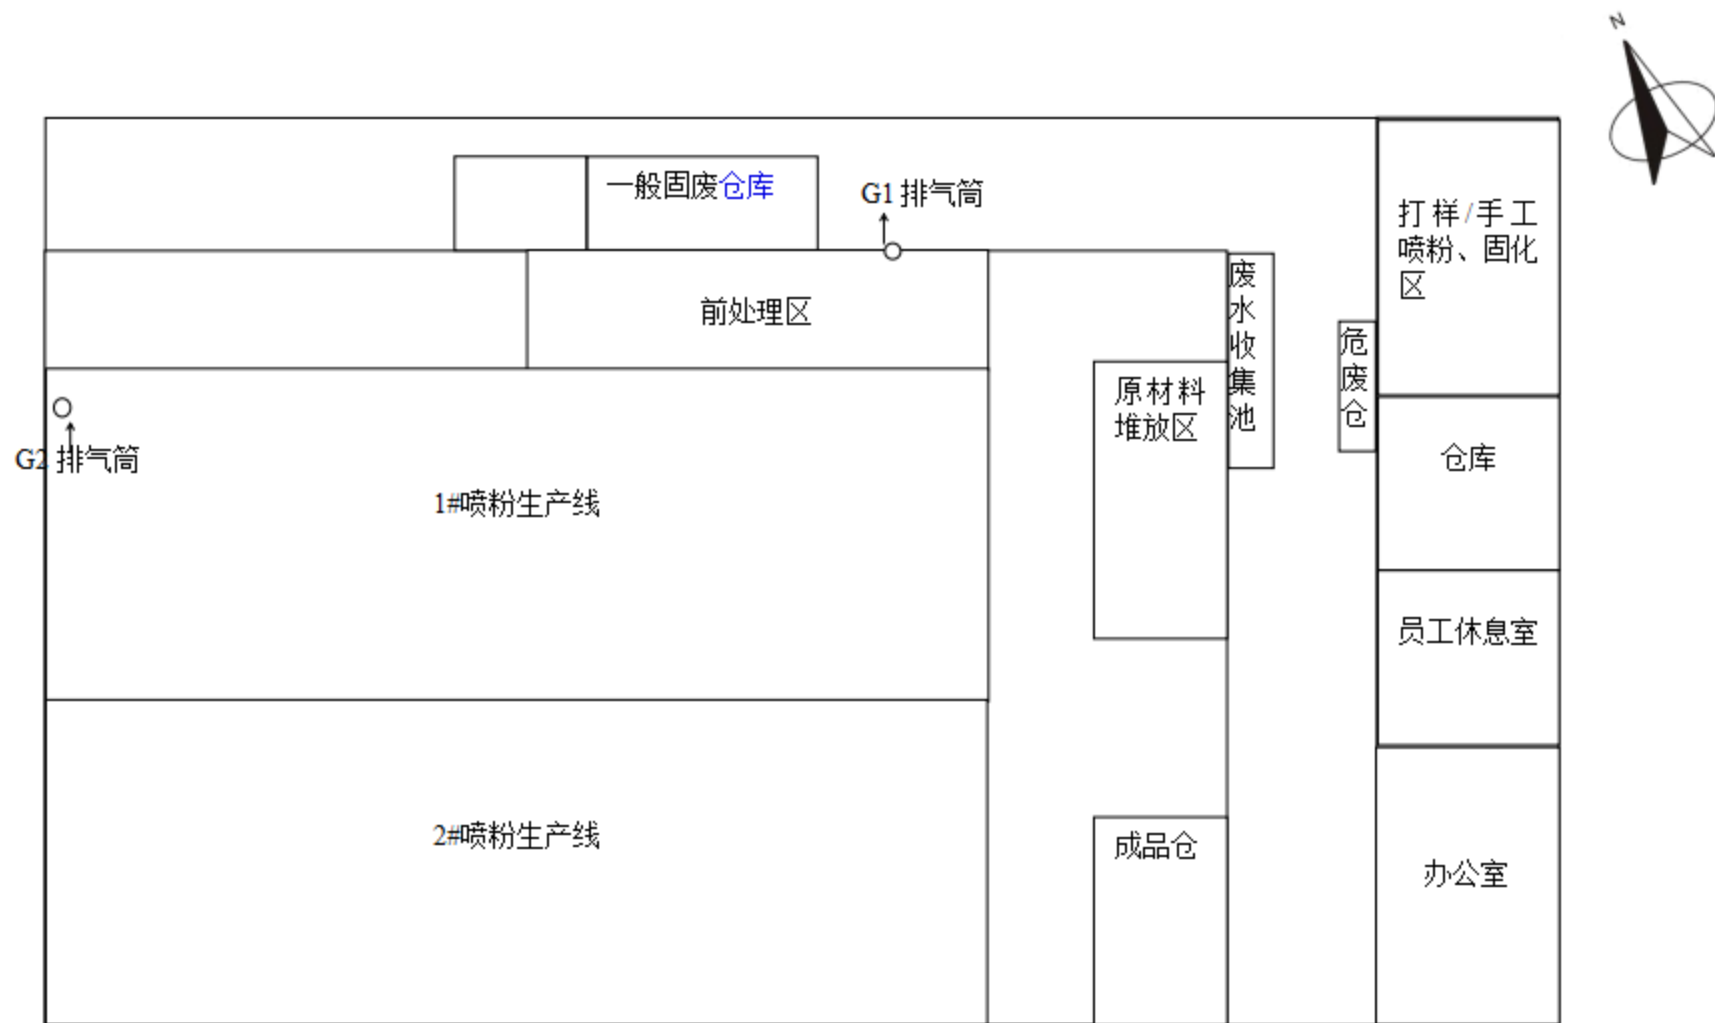 N
一般固废仓库
G1 排气筒
打样/手工
喷粉、固化
区
前处理区
废
水
收
集
池
危
废
仓
原材料
堆放区
G2 排气筒
仓库
1#喷粉生产线
员工休息室
2#喷粉生产线
成品仓
办公室